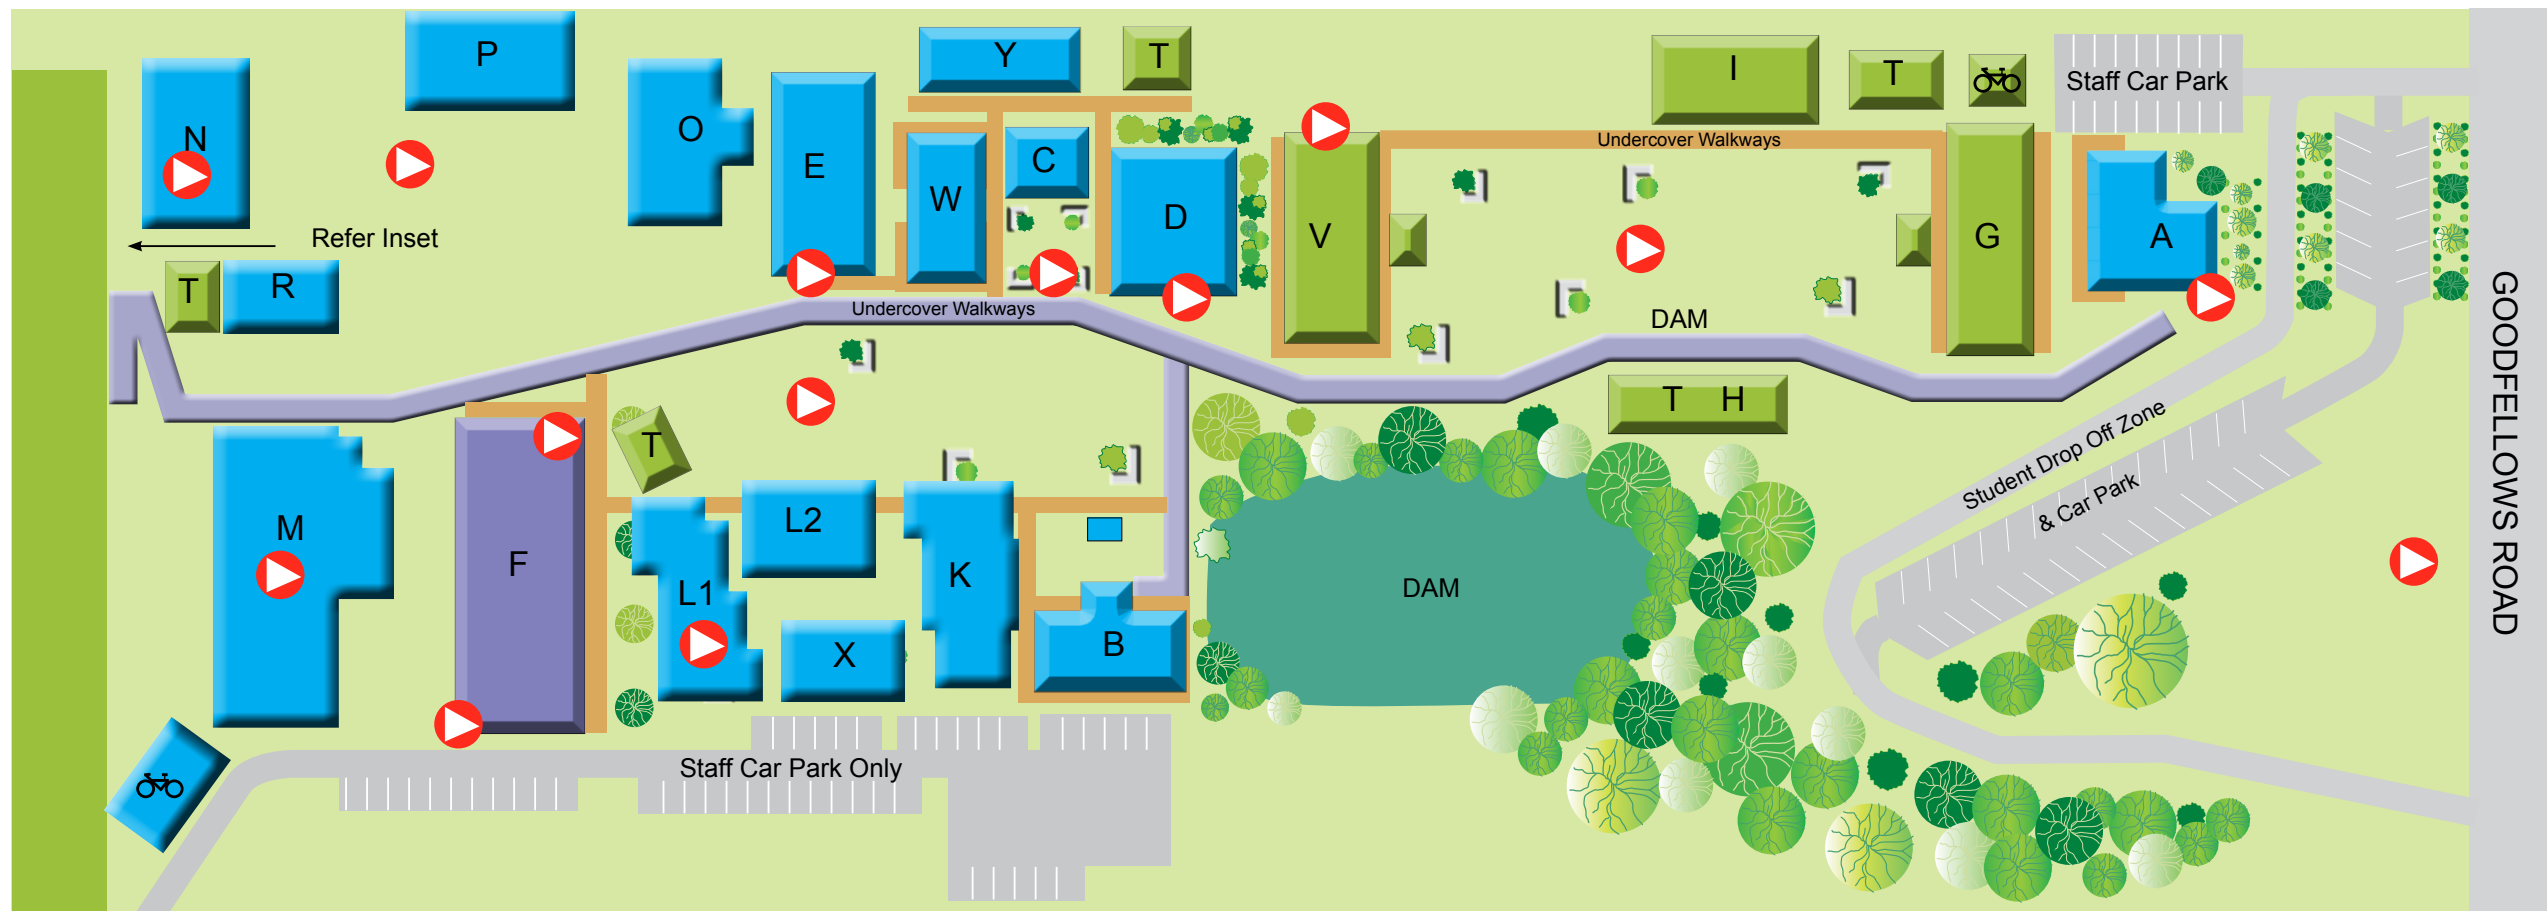 P
Y
T
I
T
Staff Car Park
N
O
E
C
W
D
Undercover Walkways
V
G
A
Refer Inset
T
R
Undercover Walkways
DAM
GOODFELLOWS ROAD
T H
T
Student Drop Off Zone
& Car Park
M
F
L2
L1
K
DAM
X
B
Staff Car Park Only